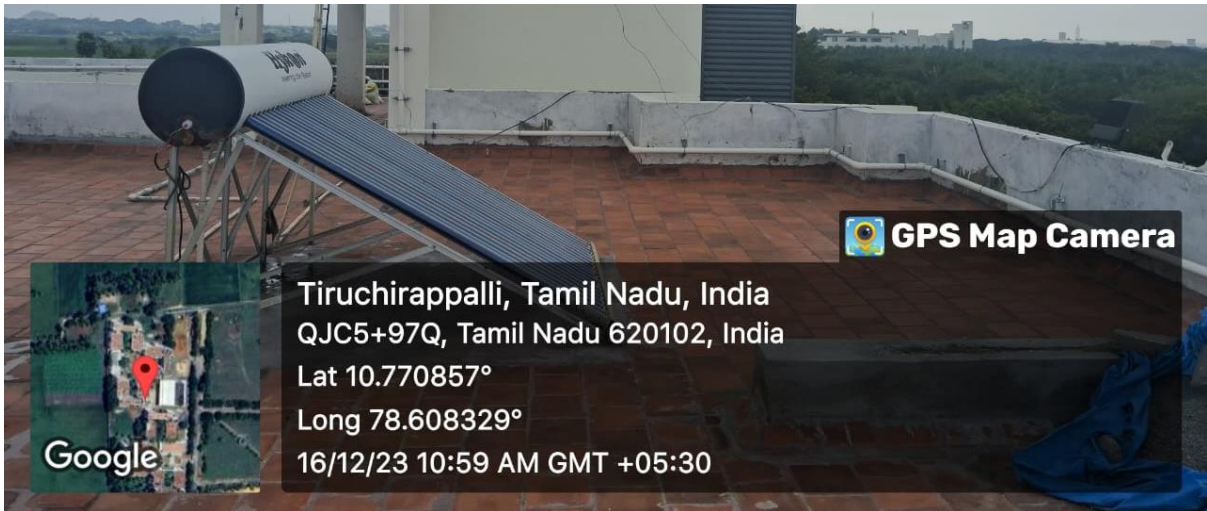 GPS Map Camera
Tiruchirappalli, Tamil Nadu, India
QJC5+97Q, Tamil Nadu 620102, India
Lat 10.770857°
Long 78.608329°
16/12/23 10:59 AM GMT +05:30
Google